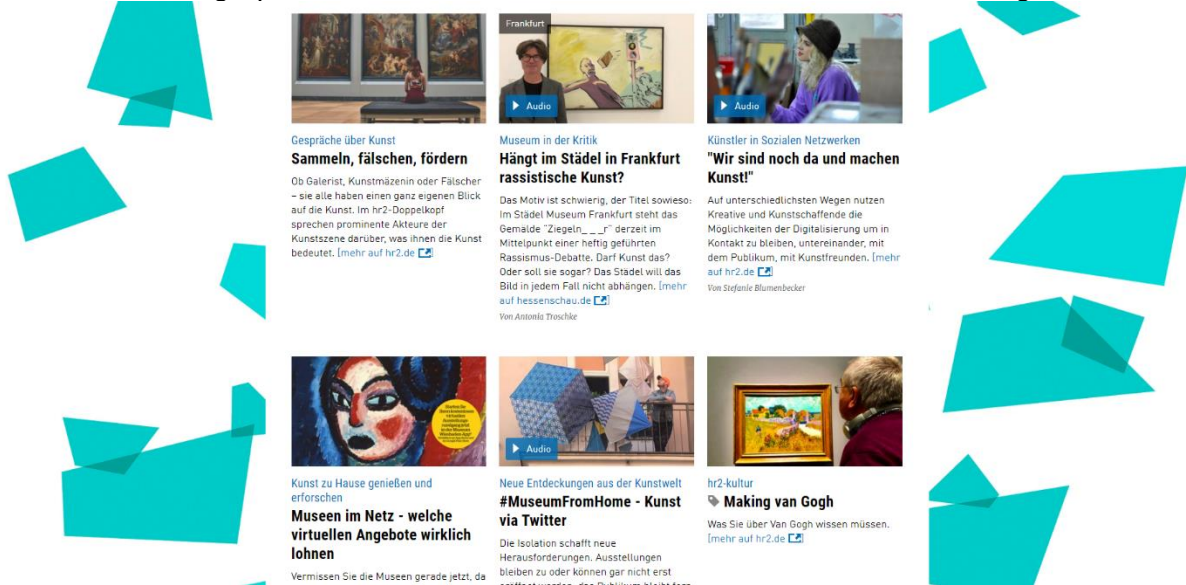 Gespräche über Kunst
Sammeln, fälschen, fördern
Ob Galerist, Kunstmäzenin oder Fälscher
– sie alle haben einen ganz eigenen Blick
auf die Kunst. Im hr2-Doppelkopf
sprechen prominente Akteure der
Kunstszene darüber, was ihnen die Kunst
bedeutet. [mehr auf hr2.de]
Frankfurt
Audio
Museum in der Kritik
Hängt im Städel in Frankfurt
rassistische Kunst?
Das Motiv ist schwierig, der Titel sowieso:
Im Städel Museum Frankfurt steht das
Gemälde "Ziegeln_ _ _r" derzeit im
Mittelpunkt einer heftig geführten
Rassismus-Debatte. Darf Kunst das?
Oder soll sie sogar? Das Städel will das
Bild in jedem Fall nicht abhängen. [mehr
auf hessenschau.de]
Von Antonia Troschke
Audio
Künstler in Sozialen Netzwerken
"Wir sind noch da und machen
Kunst!"
Auf unterschiedlichsten Wegen nutzen
Kreative und Kunstschaffende die
Möglichkeiten der Digitalisierung um in
Kontakt zu bleiben, untereinander, mit
dem Publikum, mit Kunstfreunden. [mehr
auf hr2.de]
Von Stefanie Blumenbecker
Kunst zu Hause genießen und
erforschen
Museen im Netz - welche
virtuellen Angebote wirklich
lohnen
Vermissen Sie die Museen gerade jetzt, da
Audio
Neue Entdeckungen aus der Kunstwelt
#MuseumFromHome - Kunst
via Twitter
Die Isolation schafft neue
Herausforderungen. Ausstellungen
bleiben zu oder können gar nicht erst
hr2-kultur
Making van Gogh
Was Sie über Van Gogh wissen müssen.
[mehr auf hr2.de]